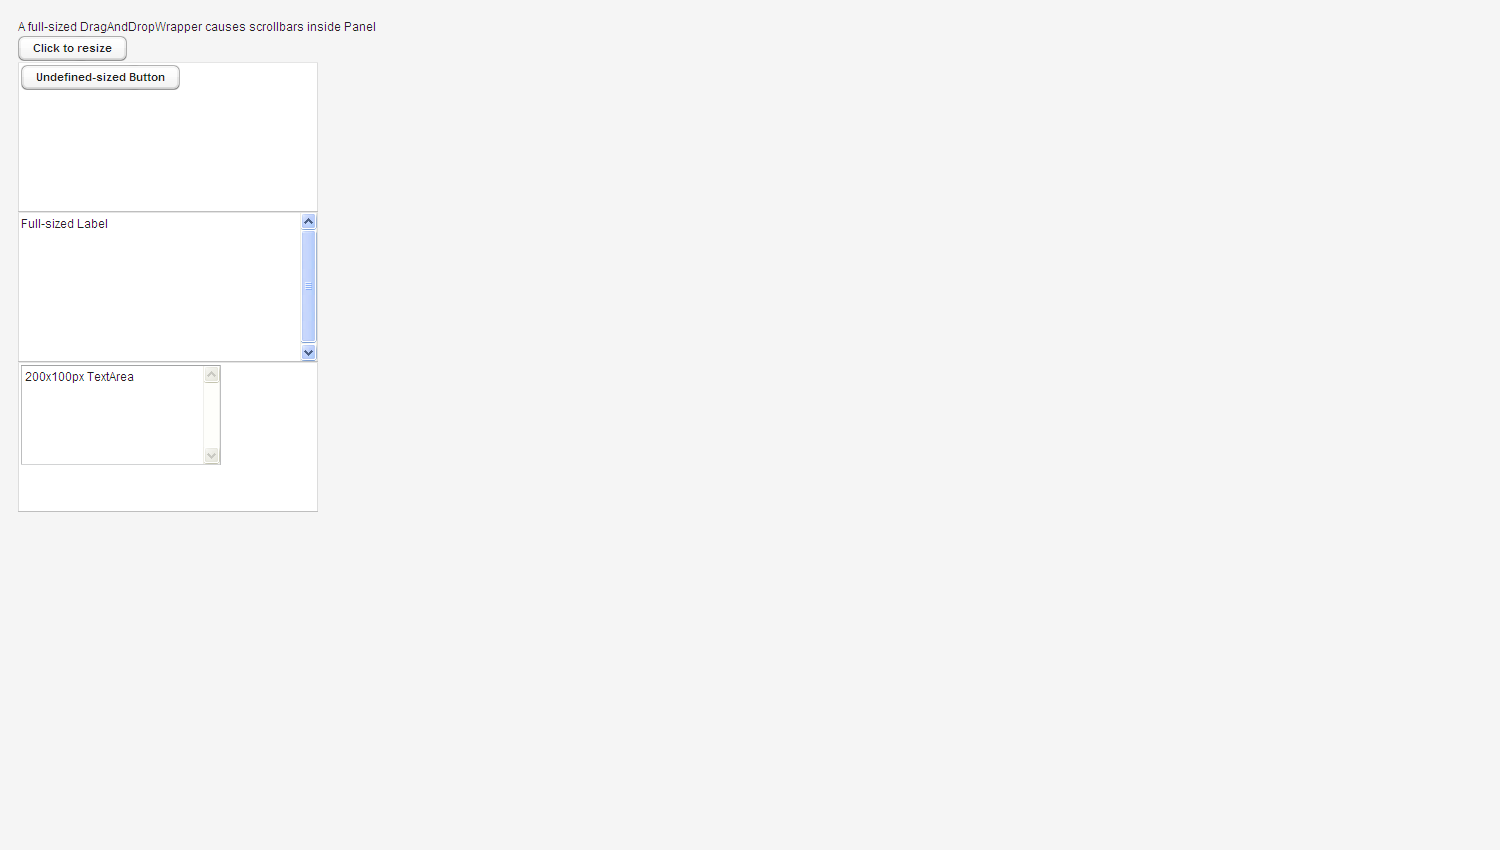 A full-sized DragAndDropWrapper causes scrollbars inside Panel
Click to resize
Undefined-sized Button
Full-sized Label
200x100px TextArea